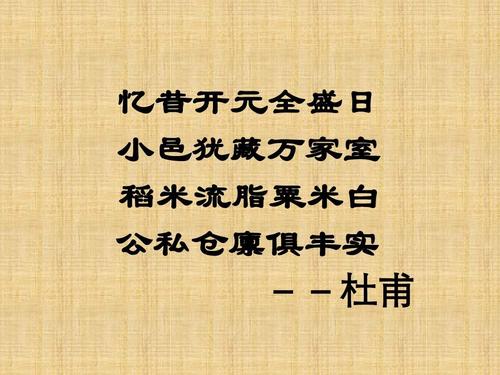 忆昔开元全盛日
小邑犹藏万家室
稻米流脂粟米白
公私仓廪俱丰实
－－杜甫